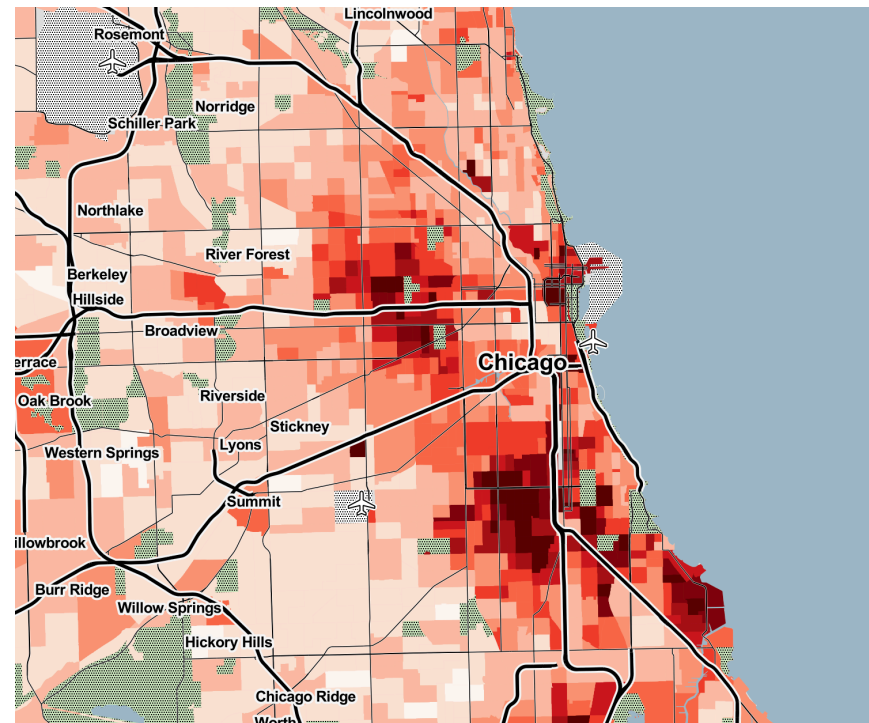 Lincolnwood
Rosemont
Norridge
Schiller Park
Northlake
River Forest
Berkeley
Hillside
Broadview
Chicago
errace
Oak Brook
Riverside
Stickney
Lyons
Western Springs
Summit
illowbrook
Burr Ridge
Willow Springs
Hickory Hills
Chicago Ridge
Worth